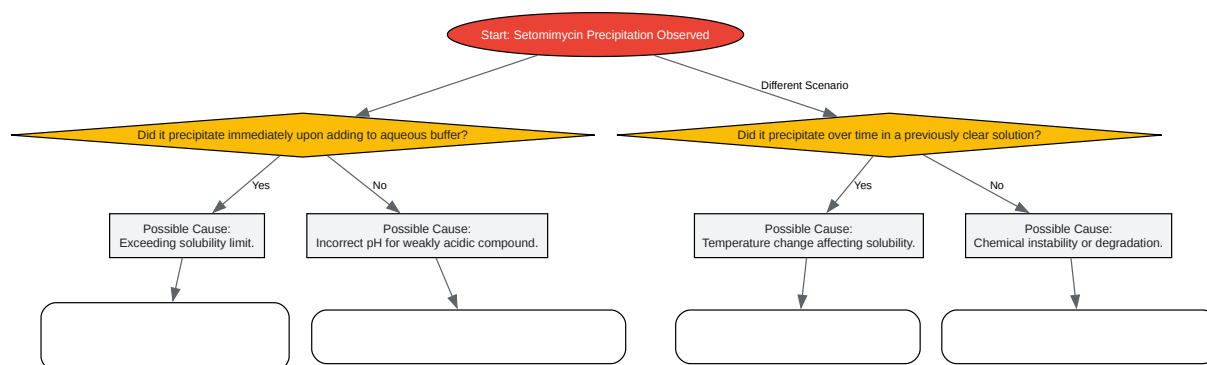 Start: Setomimycin Precipitation Observed
Different Scenario
Did it precipitate immediately upon adding to aqueous buffer?
Did it precipitate over time in a previously clear solution?
Yes
No
Yes
No
Possible Cause:
Exceeding solubility limit.
Possible Cause:
Incorrect pH for weakly acidic compound.
Possible Cause:
Temperature change affecting solubility.
Possible Cause:
Chemical instability or degradation.